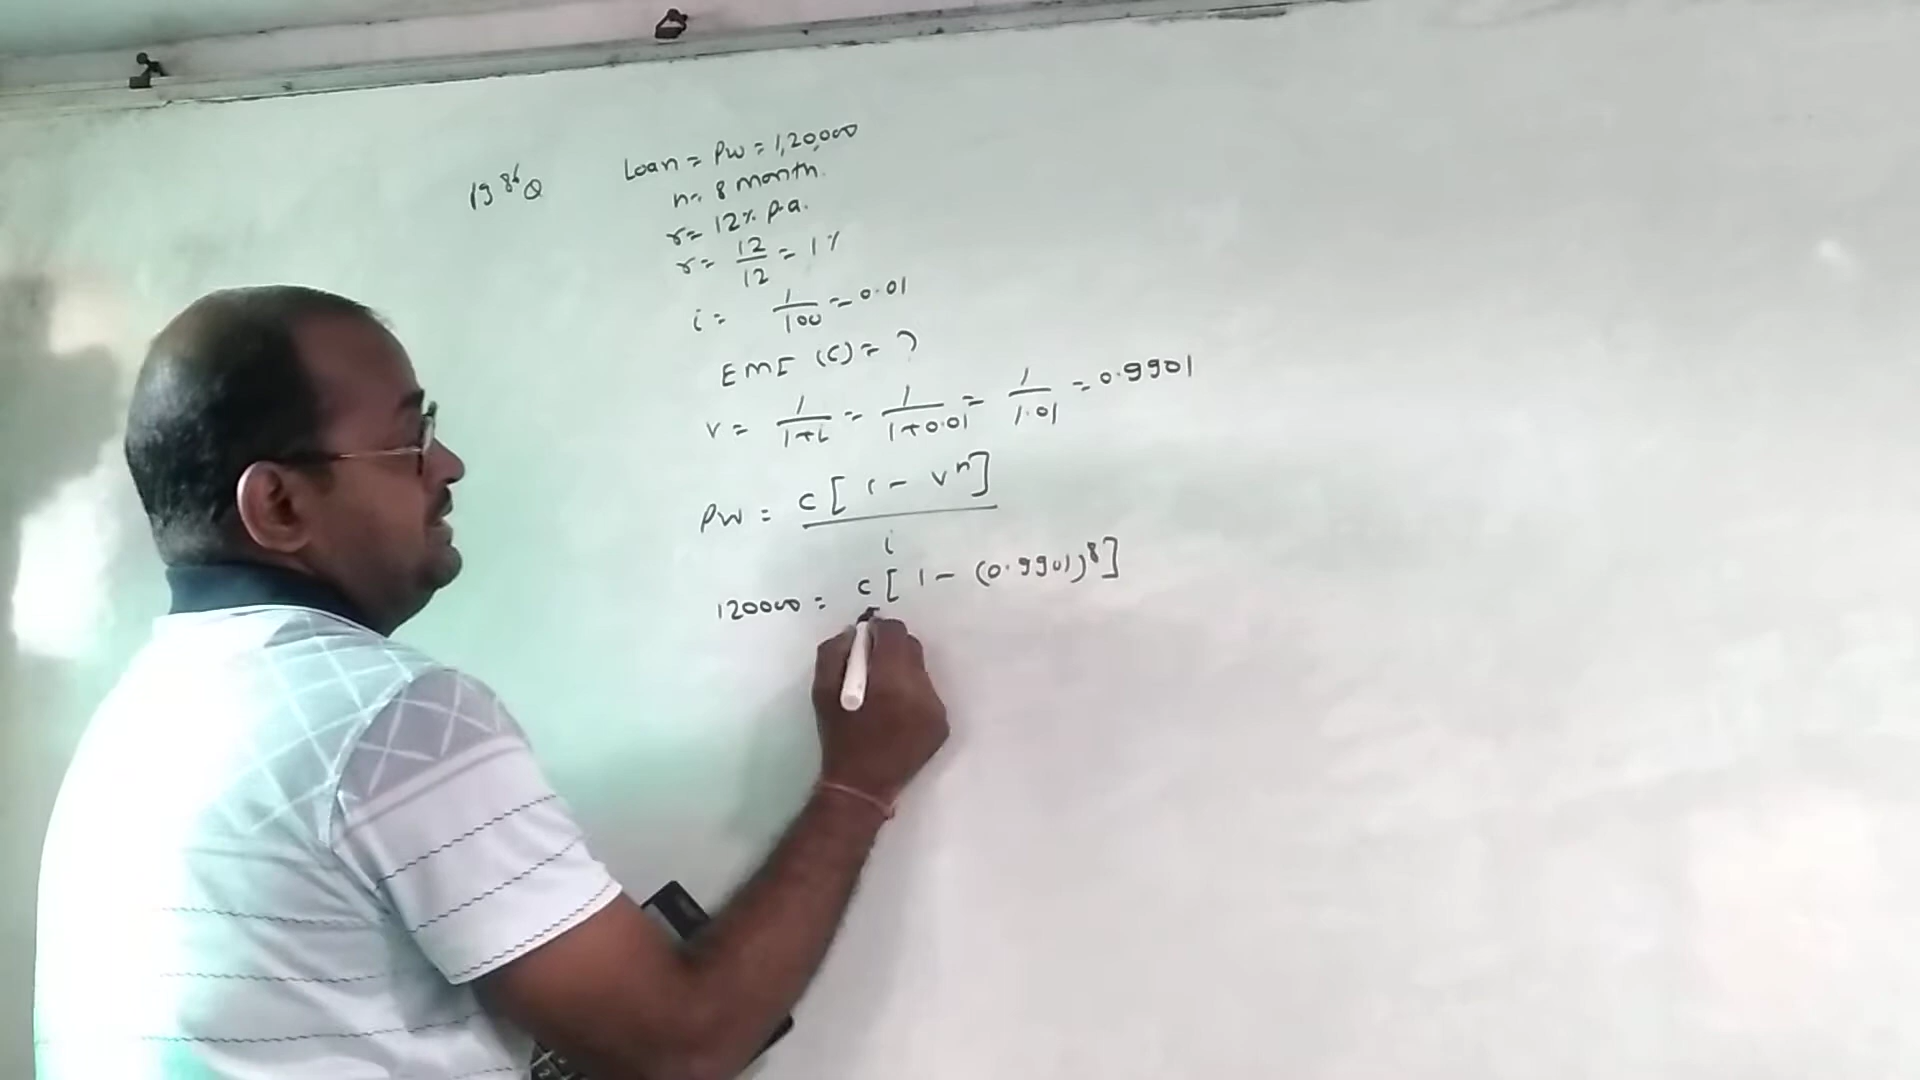 1986 Q
Loan = PW = 1,20,000
n = 8 month.
r = 12% p.a.
r = 12/12 = 1%
i = 1/100 = 0.01
EMI (C) = ?
v = 1/1+i = 1/1+0.01 = 1/1.01 = 0.9901
PW = C[1 - v^n]/i
120000 = C[1 - (0.9901)^8]